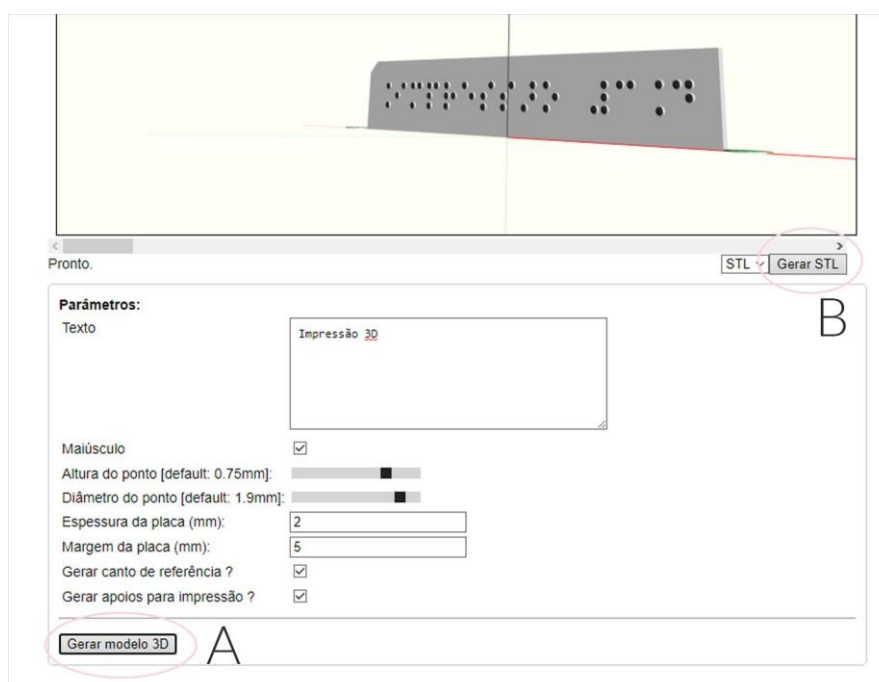 Pronto.
STL Gerar STL
B
Parâmetros:
Texto
Impressão 3D
Maiúsculo
Altura do ponto [default: 0.75mm]:
Diâmetro do ponto [default: 1.9mm]:
Espessura da placa (mm): 2
Margem da placa (mm): 5
Gerar canto de referência ?
Gerar apoios para impressão ?
Gerar modelo 3D A